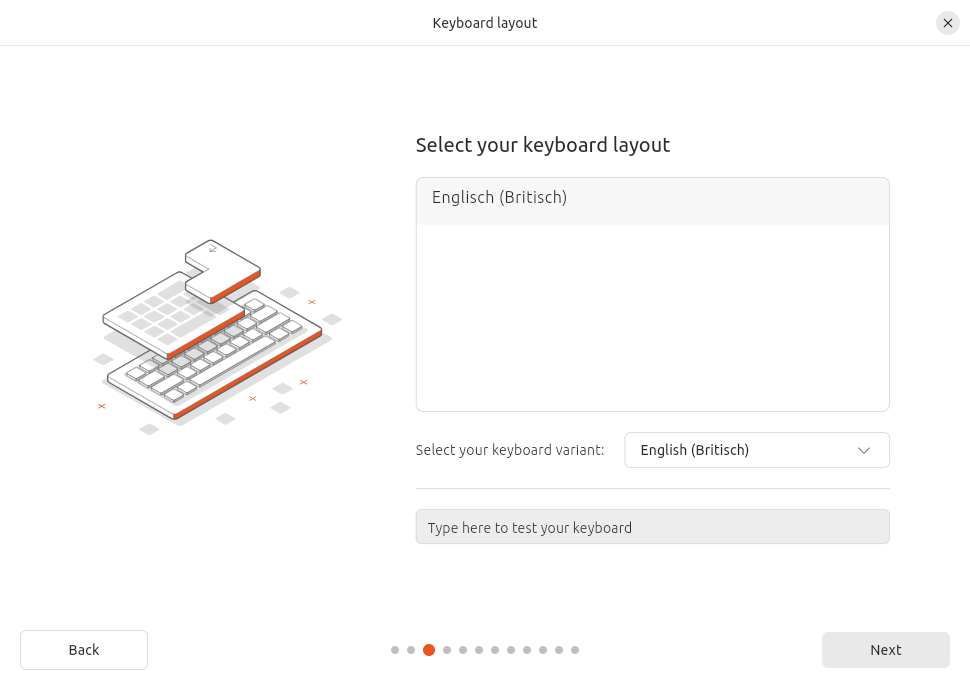 Keyboard layout
Select your keyboard layout
Englisch (Britisch)
Select your keyboard variant:
English (Britisch)
Type here to test your keyboard
Back
Next